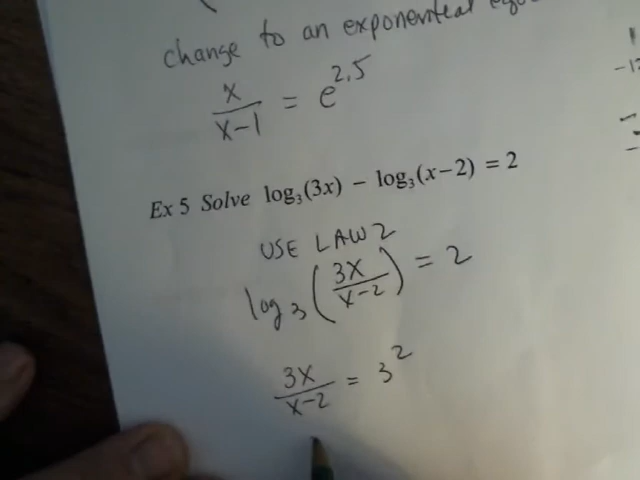 change to an exponential
x/(x-1) = e^2.5
Ex 5 Solve log₃(3x) − log₃(x−2) = 2
USE LAW 2
log₃(3x/(x-2)) = 2
3x/(x-2) = 3²